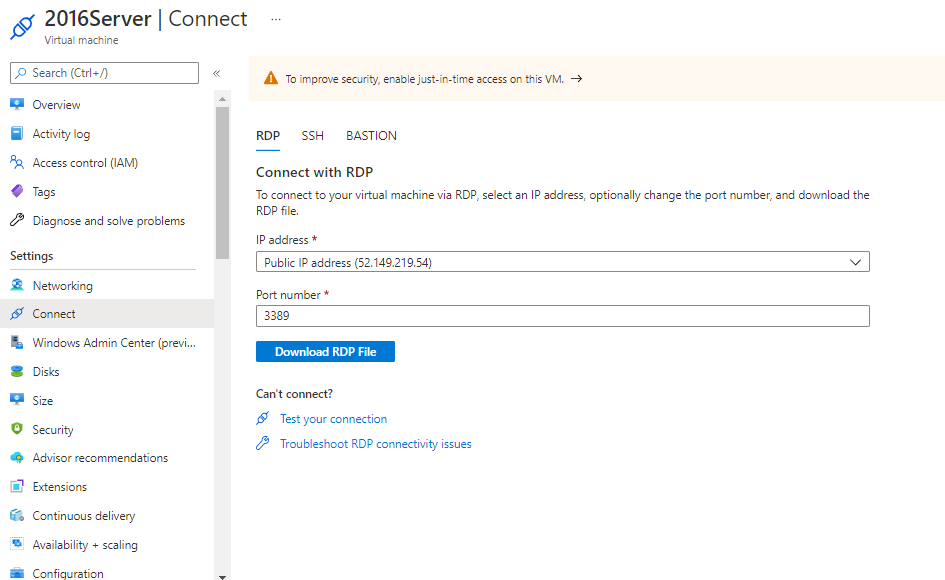 2016Server | Connect ...
Virtual machine
Search (Ctrl+/)
«
Overview
Activity log
Access control (IAM)
Tags
Diagnose and solve problems
Settings
Networking
Connect
Windows Admin Center (previ...
Disks
Size
Security
Advisor recommendations
Extensions
Continuous delivery
Availability + scaling
Configuration
To improve security, enable just-in-time access on this VM. →
RDP SSH BASTION
Connect with RDP
To connect to your virtual machine via RDP, select an IP address, optionally change the port number, and download the
RDP file.
IP address *
Public IP address (52.149.219.54)
Port number *
3389
Download RDP File
Can't connect?
Test your connection
Troubleshoot RDP connectivity issues